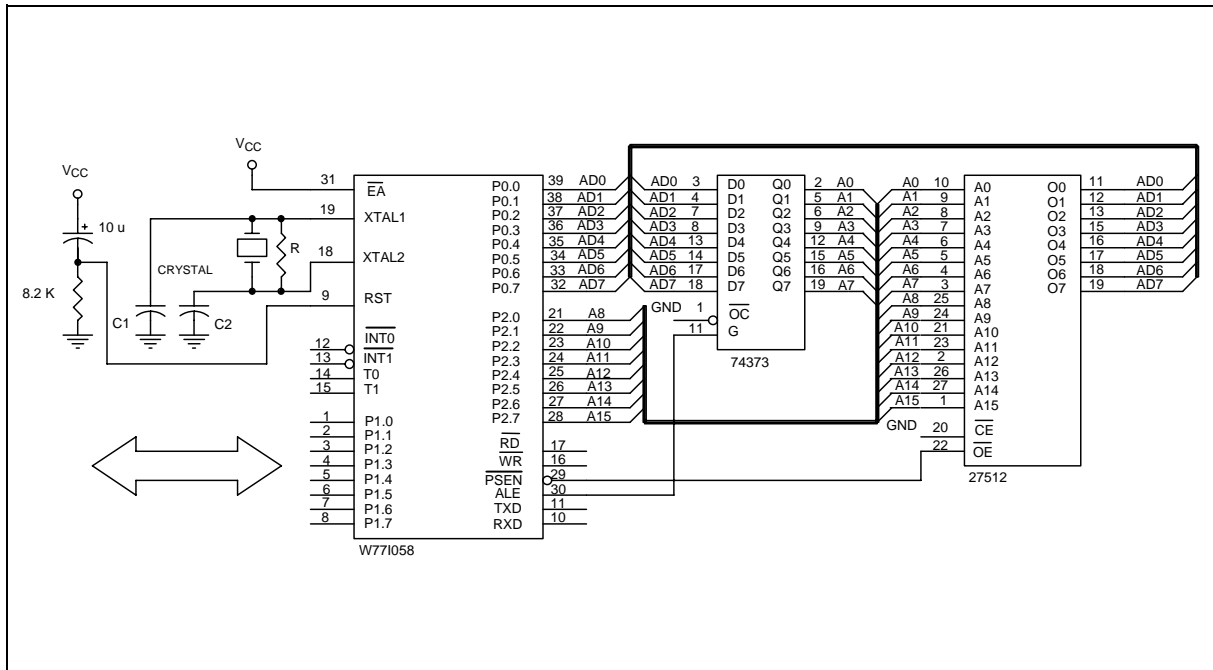 VCC
10 u
8.2 K
VCC
CRYSTAL
R
C1
C2
31 EA
19 XTAL1
18 XTAL2
9 RST
12 INT0
13 INT1
14 T0
15 T1
1 P1.0
2 P1.1
3 P1.2
4 P1.3
5 P1.4
6 P1.5
7 P1.6
8 P1.7
P0.0 39 AD0
P0.1 38 AD1
P0.2 37 AD2
P0.3 36 AD3
P0.4 35 AD4
P0.5 34 AD5
P0.6 33 AD6
P0.7 32 AD7
P2.0 21 A8
P2.1 22 A9
P2.2 23 A10
P2.3 24 A11
P2.4 25 A12
P2.5 26 A13
P2.6 27 A14
P2.7 28 A15
RD 17
WR 16
PSEN 29
ALE 30
TXD 11
RXD 10
W77I058
AD0 3 D0 Q0 2 A0
AD1 4 D1 Q1 5 A1
AD2 7 D2 Q2 6 A2
AD3 8 D3 Q3 9 A3
AD4 13 D4 Q4 12 A4
AD5 14 D5 Q5 15 A5
AD6 17 D6 Q6 16 A6
AD7 18 D7 Q7 19 A7
GND 1 OC
11 G
74373
A0 10 A0 O0 11 AD0
A1 9 A1 O1 12 AD1
A2 8 A2 O2 13 AD2
A3 7 A3 O3 15 AD3
A4 6 A4 O4 16 AD4
A5 5 A5 O5 17 AD5
A6 4 A6 O6 18 AD6
A7 3 A7 O7 19 AD7
A8 25 A8
A9 24 A9
A10 21 A10
A11 23 A11
A12 2 A12
A13 26 A13
A14 27 A14
A15 1 A15
GND 20 CE
22 OE
27512